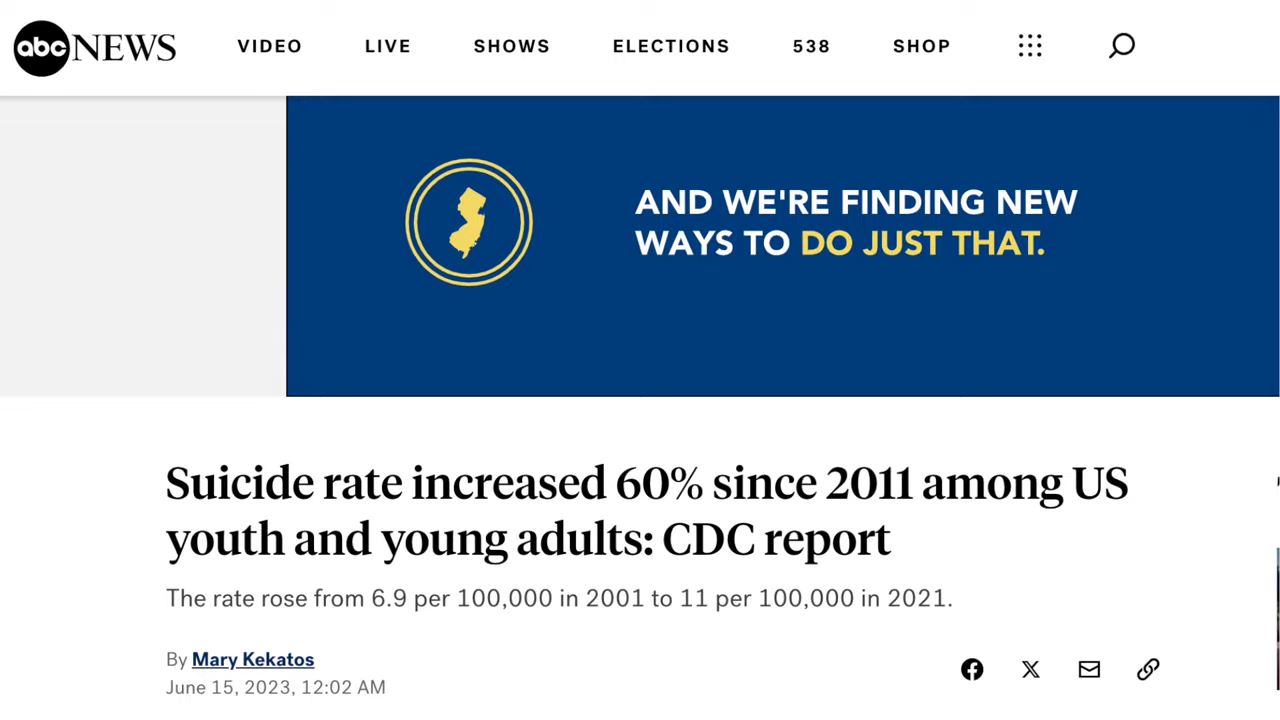 abc NEWS VIDEO LIVE SHOWS ELECTIONS 538 SHOP
AND WE'RE FINDING NEW
WAYS TO DO JUST THAT.
Suicide rate increased 60% since 2011 among US
youth and young adults: CDC report
The rate rose from 6.9 per 100,000 in 2001 to 11 per 100,000 in 2021.
By Mary Kekatos
June 15, 2023, 12:02 AM